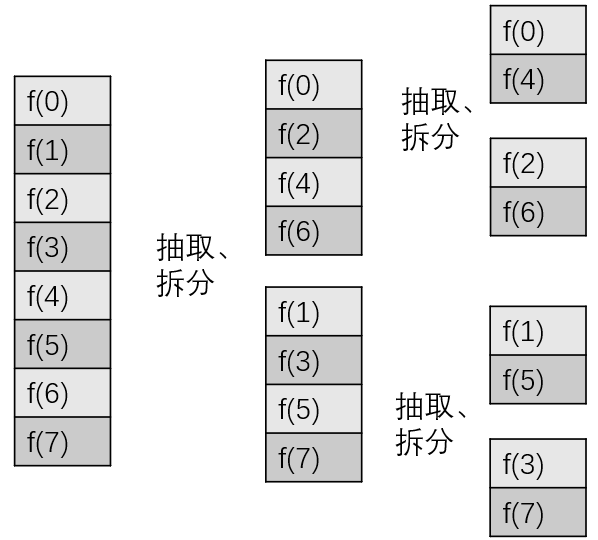 f(0)
f(1)
f(2)
f(3)
f(4)
f(5)
f(6)
f(7)
抽取、
拆分
f(0)
f(2)
f(4)
f(6)
f(1)
f(3)
f(5)
f(7)
抽取、
拆分
抽取、
拆分
f(0)
f(4)
f(2)
f(6)
f(1)
f(5)
f(3)
f(7)